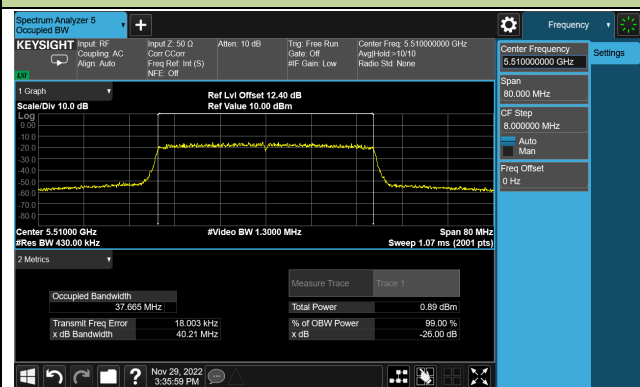 Spectrum Analyzer 5
Occupied BW
Frequency
KEYSIGHT
Input: RF
Coupling: AC
Align: Auto
Input Z: 50 Ω
Corr CCorr
Freq Ref: Int (S)
NFE: Off
Atten: 10 dB
Trig: Free Run
Gate: Off
#IF Gain: Low
Center Freq: 5.510000000 GHz
Avg|Hold:>10/10
Radio Std: None
LXI
Center Frequency
5.510000000 GHz
Settings
Span
80.000 MHz
CF Step
8.000000 MHz
Auto
Man
Freq Offset
0 Hz
1 Graph
Scale/Div 10.0 dB
Ref Lvl Offset 12.40 dB
Ref Value 10.00 dBm
Log
0.00
-10.0
-20.0
-30.0
-40.0
-50.0
-60.0
-70.0
-80.0
Center 5.51000 GHz
#Video BW 1.3000 MHz
Span 80 MHz
#Res BW 430.00 kHz
Sweep 1.07 ms (2001 pts)
2 Metrics
Measure Trace
Trace 1
Occupied Bandwidth
37.665 MHz
Total Power
0.89 dBm
Transmit Freq Error
18.003 kHz
% of OBW Power
99.00 %
x dB Bandwidth
40.21 MHz
x dB
-26.00 dB
?
Nov 29, 2022
3:35:59 PM